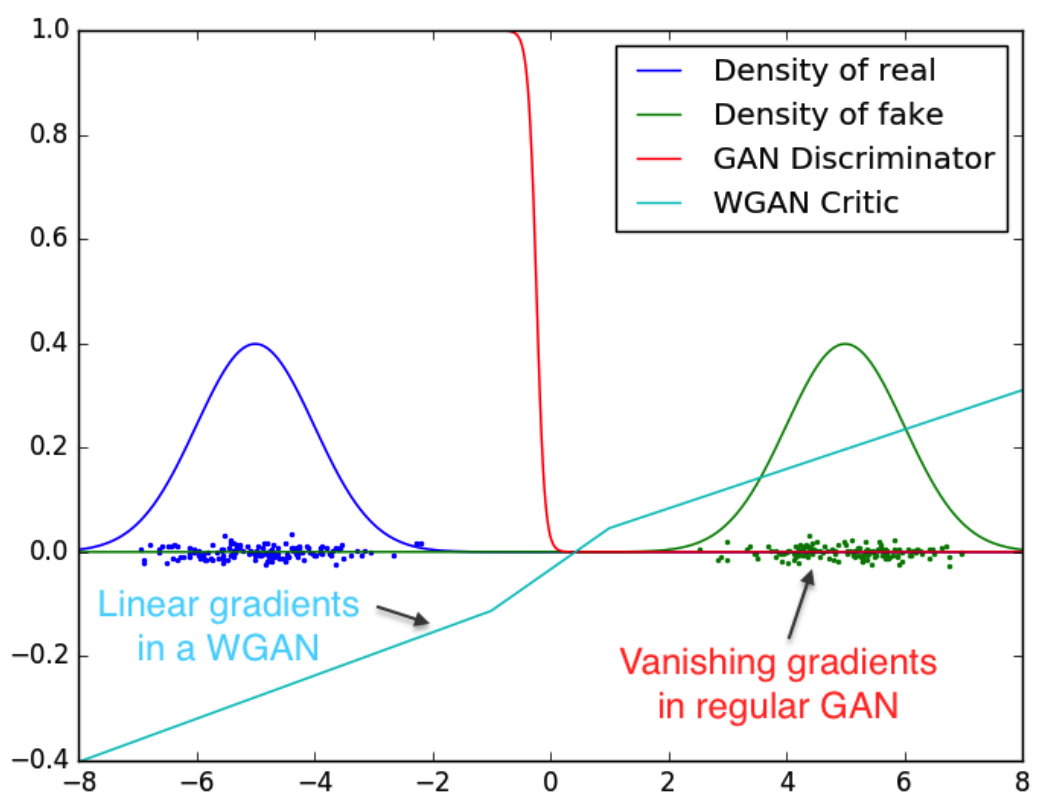 1.0
0.8
0.6
0.4
0.2
0.0
−0.2
−0.4
−8 −6 −4 −2 0 2 4 6 8
Density of real
Density of fake
GAN Discriminator
WGAN Critic
Linear gradients
in a WGAN
Vanishing gradients
in regular GAN